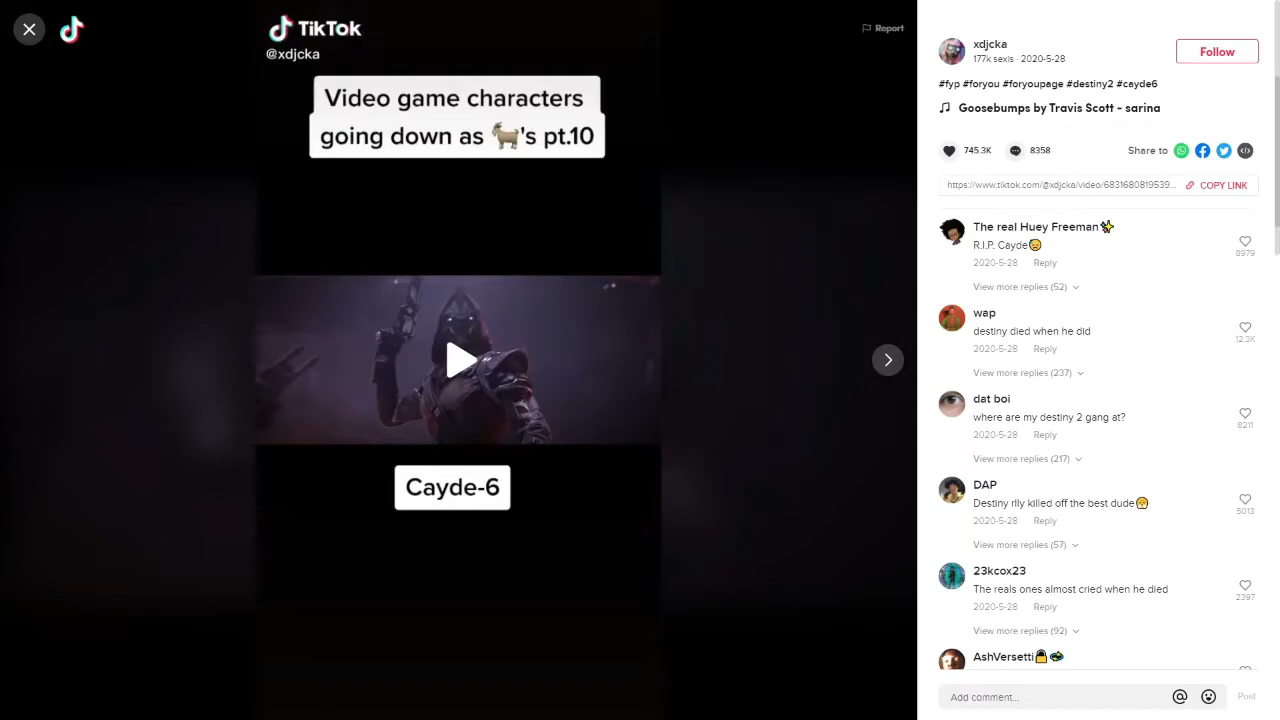 TikTok
@xdjcka
Report
Video game characters
going down as 🐐's pt.10
Cayde-6
xdjcka
177k sexis · 2020-5-28
Follow
#fyp #foryou #foryoupage #destiny2 #cayde6
Goosebumps by Travis Scott - sarina
745.3K
8358
Share to
https://www.tiktok.com/@xdjcka/video/6831680819539...
COPY LINK
The real Huey Freeman✨
R.I.P. Cayde😥
8979
2020-5-28 Reply
View more replies (52)
wap
destiny died when he did
12.3K
2020-5-28 Reply
View more replies (237)
dat boi
where are my destiny 2 gang at?
8211
2020-5-28 Reply
View more replies (217)
DAP
Destiny rlly killed off the best dude😤
5013
2020-5-28 Reply
View more replies (57)
23kcox23
The reals ones almost cried when he died
2397
2020-5-28 Reply
View more replies (92)
AshVersetti
Add comment...
Post